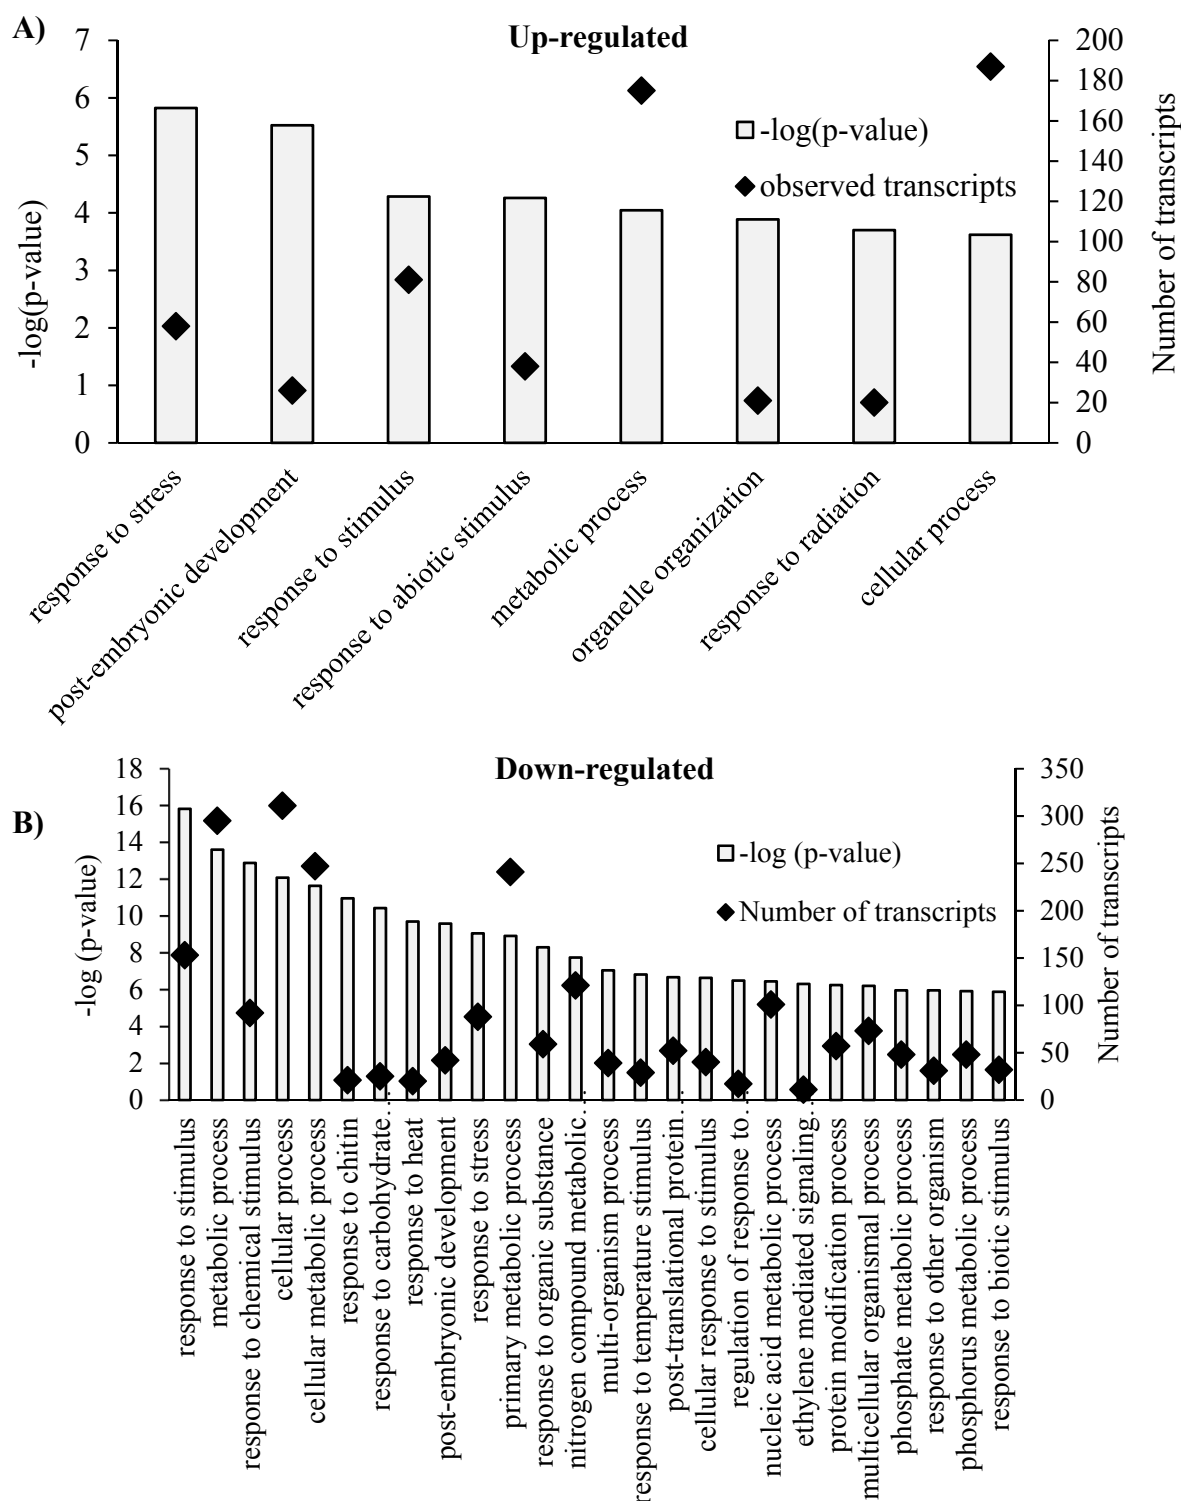 A)
Up-regulated
7
6
5
4
3
2
1
0
-log(p-value)
200
180
160
140
120
100
80
60
40
20
0
Number of transcripts
-log(p-value)
observed transcripts
response to stress
post-embryonic development
response to stimulus
response to abiotic stimulus
metabolic process
organelle organization
response to radiation
cellular process
B)
Down-regulated
18
16
14
12
10
8
6
4
2
0
-log (p-value)
350
300
250
200
150
100
50
0
Number of transcripts
-log (p-value)
Number of transcripts
response to stimulus
metabolic process
response to chemical stimulus
cellular process
cellular metabolic process
response to chitin
response to carbohydrate…
response to heat
post-embryonic development
response to stress
primary metabolic process
response to organic substance
nitrogen compound metabolic…
multi-organism process
response to temperature stimulus
post-translational protein…
cellular response to stimulus
regulation of response to…
nucleic acid metabolic process
ethylene mediated signaling…
protein modification process
multicellular organismal process
phosphate metabolic process
response to other organism
phosphorus metabolic process
response to biotic stimulus